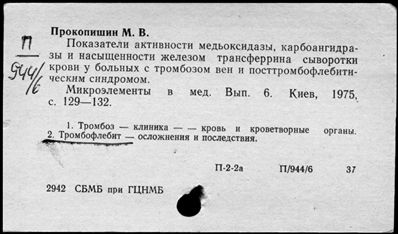 Прокопишин М. В.
Показатели активности медьоксидазы, карбоангидра-
зы и насыщенности железом трансферрина сыворотки
крови у больных с тромбозом вен и посттромбофлебити-
ческим синдромом.
Микроэлементы в мед. Вып. 6. Киев, 1975,
с. 129—132.
П
944/6
1. Тромбоз — клиника — — кровь и кроветворные органы.
2. Тромбофлебит — осложнения и последствия.
П-2-2а П/944/6 37
2942 СБМБ при ГЦНМБ